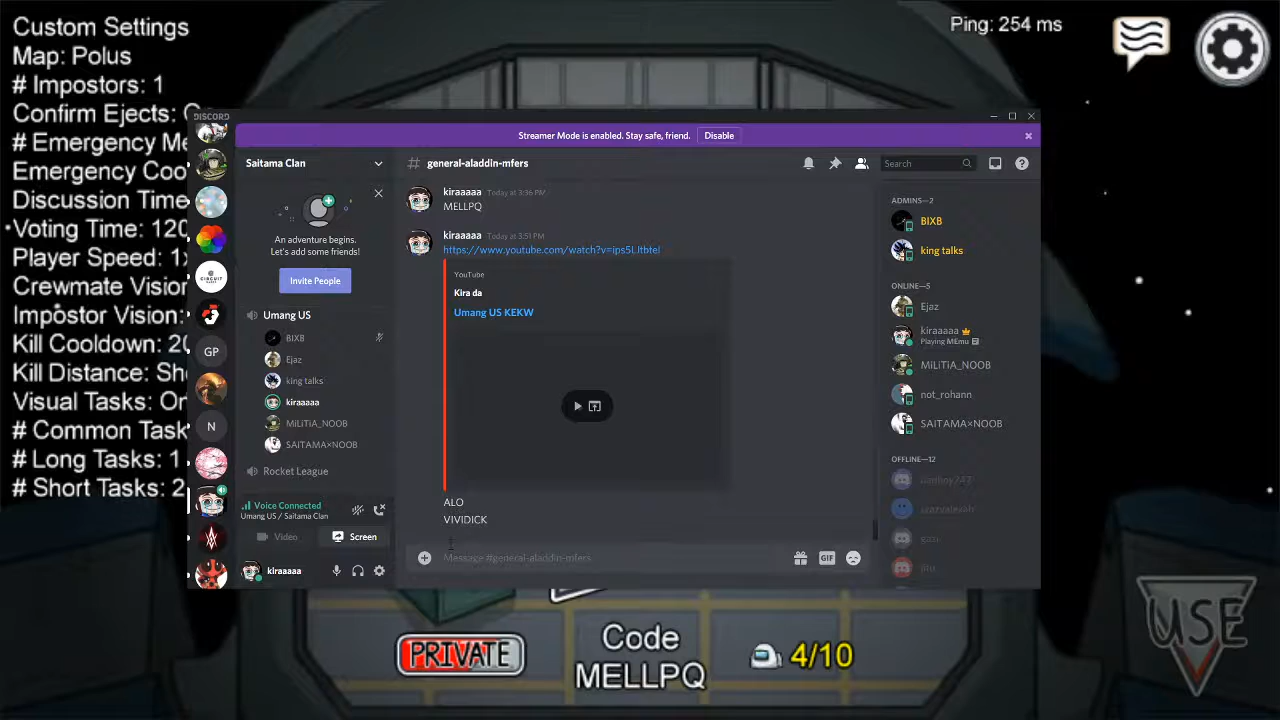 Custom Settings
Map: Polus
# Impostors: 1
Confirm Ejects:
# Emergency
Emergency
Discussion Time
Voting Time: 120
Player Speed: 1x
Crewmate Vision
Impostor Vision:
Kill Cooldown: 20
Kill Distance:
Visual Tasks:
# Common
# Long Tasks: 1
# Short Tasks: 2
Ping: 254 ms
DISCORD
Streamer Mode is enabled. Stay safe, friend.
Disable
Saitama Clan
# general-aladdin-mfers
Search
An adventure begins.
Let's add some friends!
Invite People
Umang US
BIXB
Ejaz
king talks
kiraaaaa
MiLiTiA_NOOB
SAITAMA×NOOB
Rocket League
GP
N
Voice Connected
Umang US / Saitama Clan
Video
Screen
kiraaaaa
kiraaaaa Today at 3:36 PM
MELLPQ
kiraaaaa Today at 3:51 PM
YouTube
Kira da
Umang US KEKW
ALO
VIVIDICK
Message #general-aladdin-mfers
GIF
ADMINS—2
BIXB
king talks
ONLINE—5
Ejaz
kiraaaaa
Playing MEmu
MiLiTiA_NOOB
not_rohann
SAITAMA×NOOB
OFFLINE—12
PRIVATE
Code
MELLPQ
4/10
USE